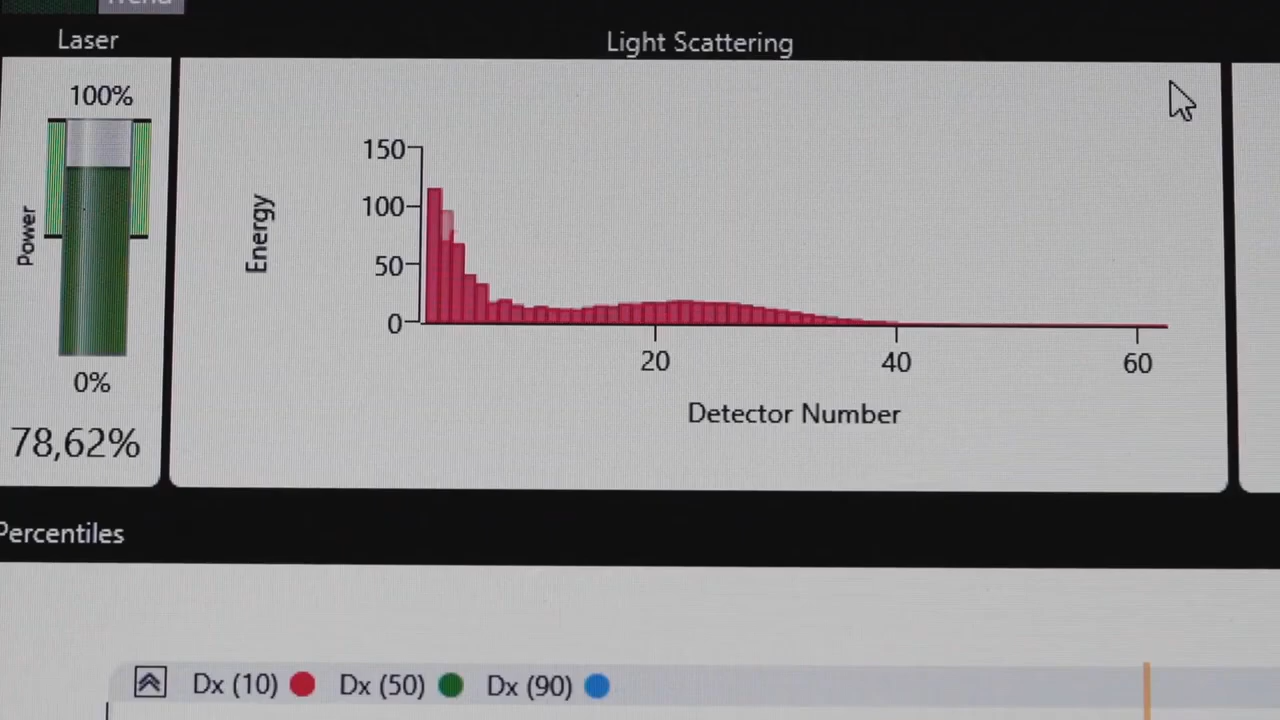 Trend
Laser
Light Scattering
100%
Power
0%
78,62%
Energy
150
100
50
0
20
40
60
Detector Number
Percentiles
Dx (10)
Dx (50)
Dx (90)